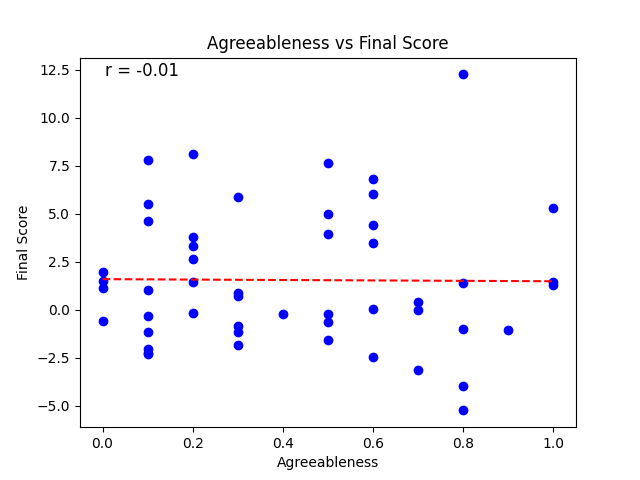 Agreeableness vs Final Score
r = -0.01
12.5
10.0
7.5
5.0
2.5
0.0
−2.5
−5.0
Final Score
0.0 0.2 0.4 0.6 0.8 1.0
Agreeableness